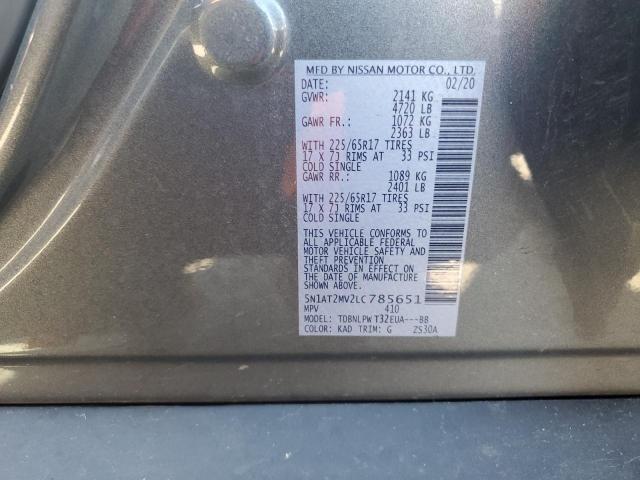 MFD BY NISSAN MOTOR CO., LTD.
DATE: 02/20
GVWR: 2141 KG
4720 LB
GAWR FR.: 1072 KG
2363 LB
WITH 225/65R17 TIRES
17 X 7J RIMS AT 33 PSI
COLD SINGLE
GAWR RR.: 1089 KG
2401 LB
WITH 225/65R17 TIRES
17 X 7J RIMS AT 33 PSI
COLD SINGLE
THIS VEHICLE CONFORMS TO
ALL APPLICABLE FEDERAL
MOTOR VEHICLE SAFETY AND
THEFT PREVENTION
STANDARDS IN EFFECT ON
THE DATE OF MANUFACTURE
SHOWN ABOVE.
5N1AT2MV2LC785651
MPV 410
MODEL: TDBNLPW T32EUA---BB
COLOR: KAD TRIM: G ZS30A